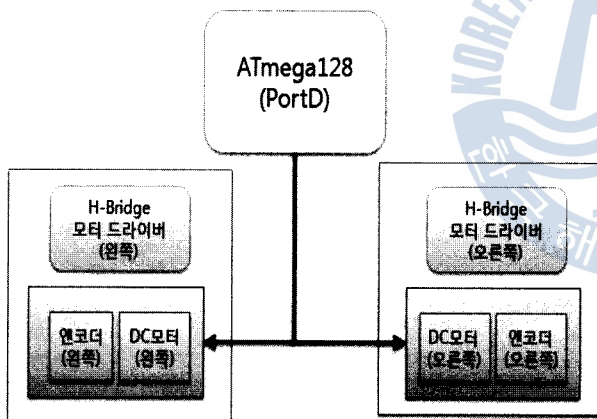 ATmega128
(PortD)
H-Bridge
모터 드라이버
(왼쪽)
H-Bridge
모터 드라이버
(오른쪽)
엔코더
(왼쪽)
DC모터
(왼쪽)
DC모터
(오른쪽)
엔코더
(오른쪽)
KOREA